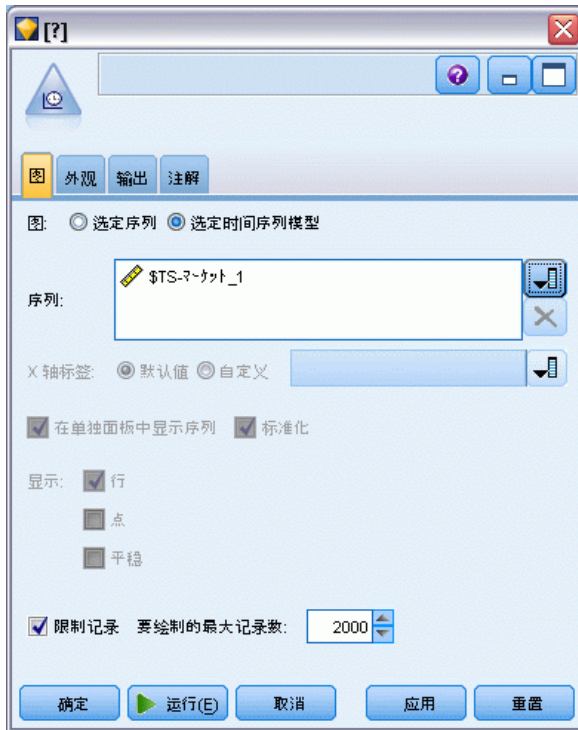 [?]
图 外观 输出 注解
图: 选定序列 选定时间序列模型
序列: $TS-ﾏｰｹｯﾄ_1
X 轴标签: 默认值 自定义
在单独面板中显示序列 标准化
显示: 行
点
平稳
限制记录 要绘制的最大记录数: 2000
确定 运行(E) 取消 应用 重置